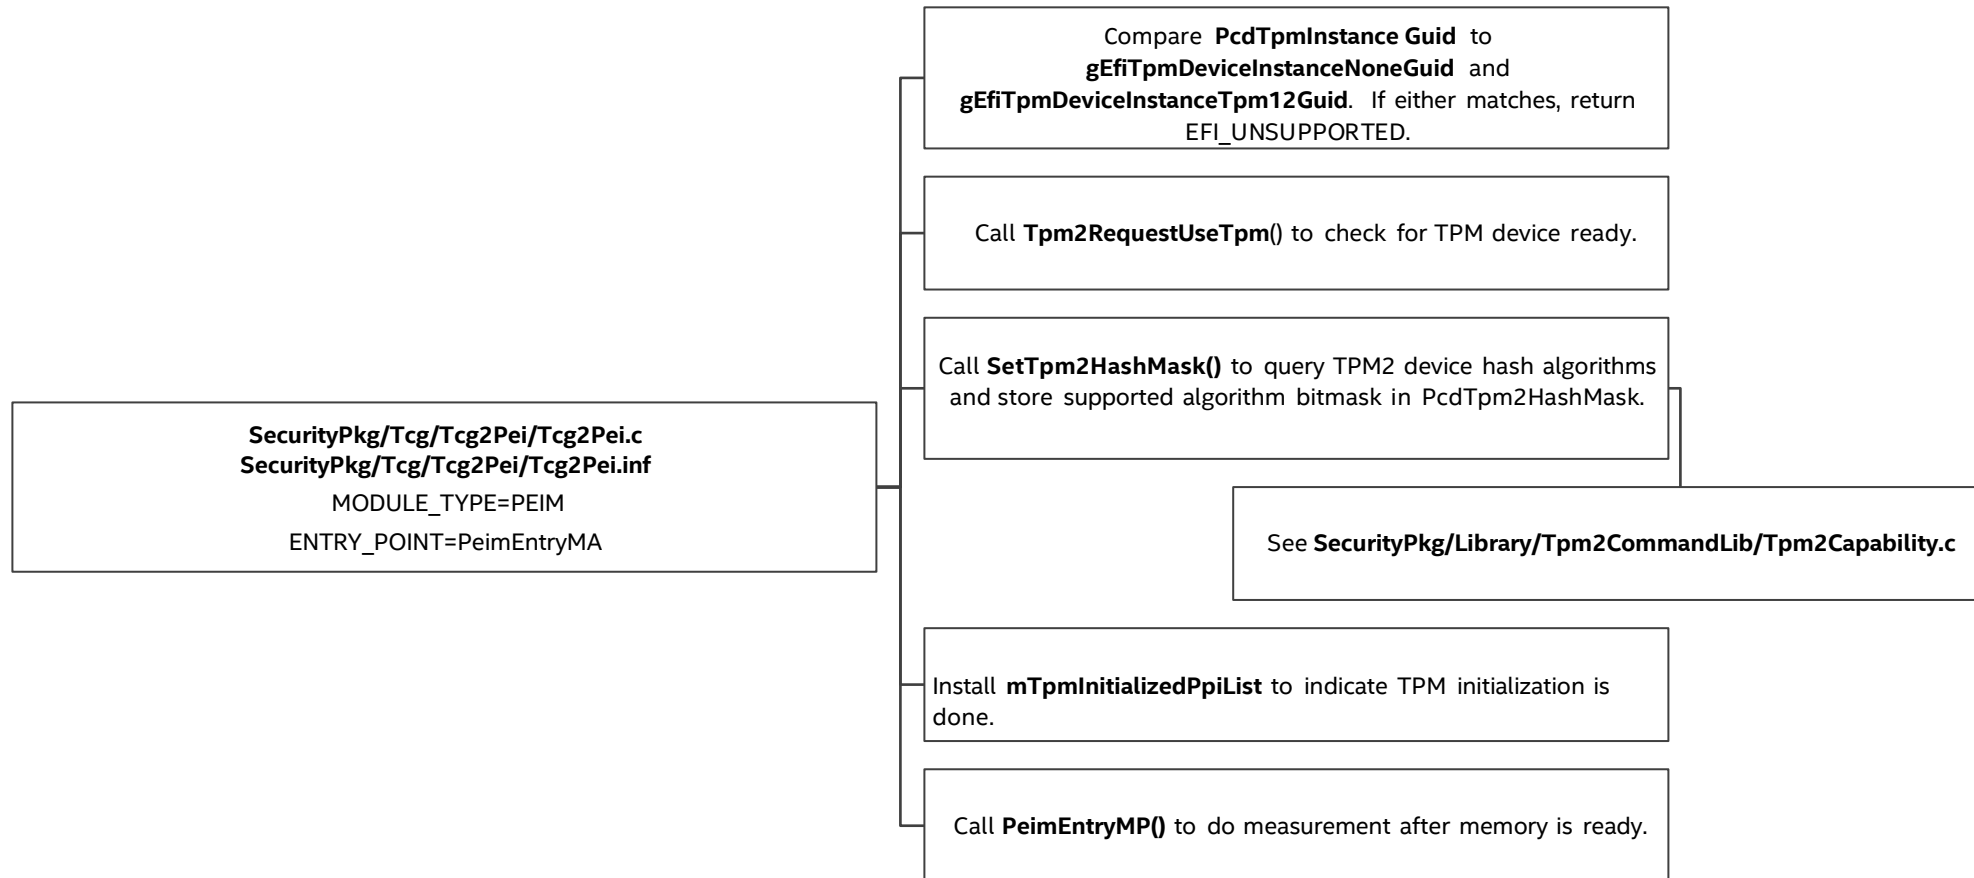 Compare PcdTpmInstance Guid to
gEfiTpmDeviceInstanceNoneGuid and
gEfiTpmDeviceInstanceTpm12Guid. If either matches, return
EFI_UNSUPPORTED.
Call Tpm2RequestUseTpm() to check for TPM device ready.
Call SetTpm2HashMask() to query TPM2 device hash algorithms
and store supported algorithm bitmask in PcdTpm2HashMask.
SecurityPkg/Tcg/Tcg2Pei/Tcg2Pei.c
SecurityPkg/Tcg/Tcg2Pei/Tcg2Pei.inf
MODULE_TYPE=PEIM
ENTRY_POINT=PeimEntryMA
See SecurityPkg/Library/Tpm2CommandLib/Tpm2Capability.c
Install mTpmInitializedPpiList to indicate TPM initialization is
done.
Call PeimEntryMP() to do measurement after memory is ready.